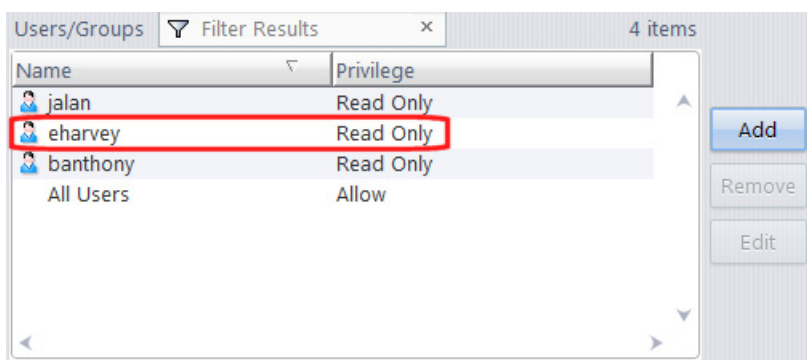 Users/Groups Filter Results × 4 items
Name Privilege
jalan Read Only
eharvey Read Only
banthony Read Only
All Users Allow
Add
Remove
Edit